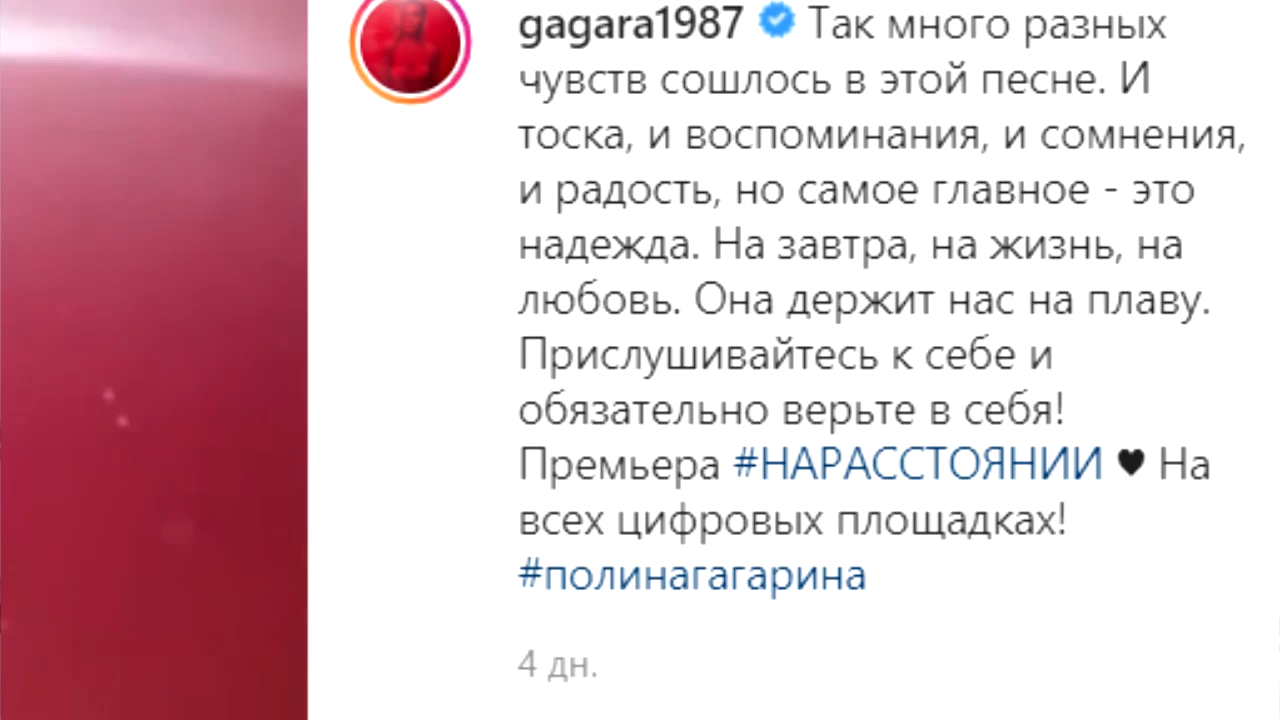 gagara1987 Так много разных
чувств сошлось в этой песне. И
тоска, и воспоминания, и сомнения,
и радость, но самое главное - это
надежда. На завтра, на жизнь, на
любовь. Она держит нас на плаву.
Прислушивайтесь к себе и
обязательно верьте в себя!
Премьера #НАРАССТОЯНИИ ♥ На
всех цифровых площадках!
#полинагагарина
4 дн.